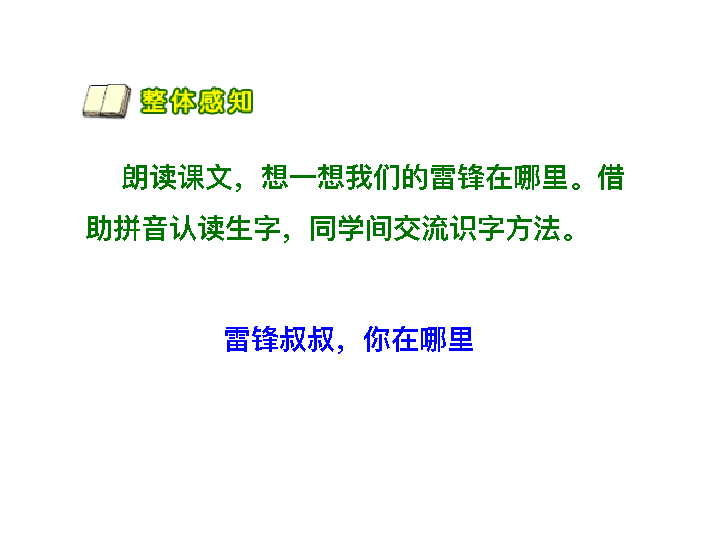 整体感知
朗读课文，想一想我们的雷锋在哪里。借
助拼音认读生字，同学间交流识字方法。
雷锋叔叔，你在哪里